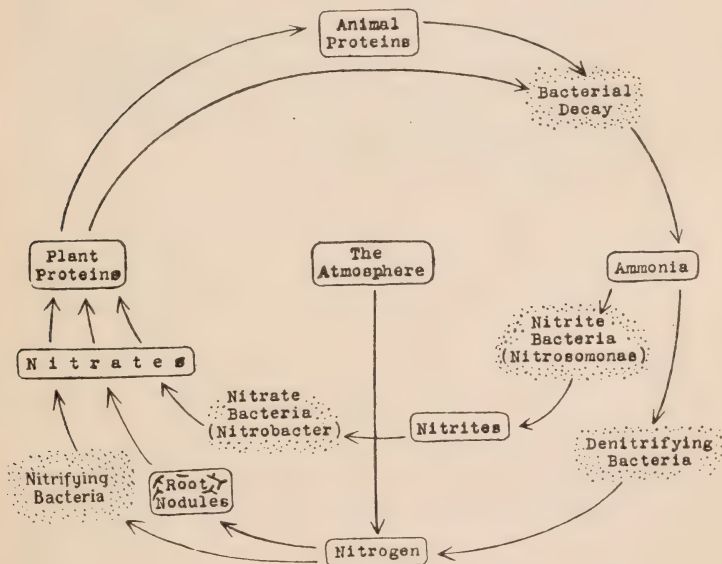 Animal
Proteins
Bacterial
Decay
Plant
Proteins
The
Atmosphere
Ammonia
Nitrite
Bacteria
(Nitrosomonas)
Nitrates
Nitrate
Bacteria
(Nitrobacter)
Nitrites
Denitrifying
Bacteria
Nitrifying
Bacteria
Root
Nodules
Nitrogen